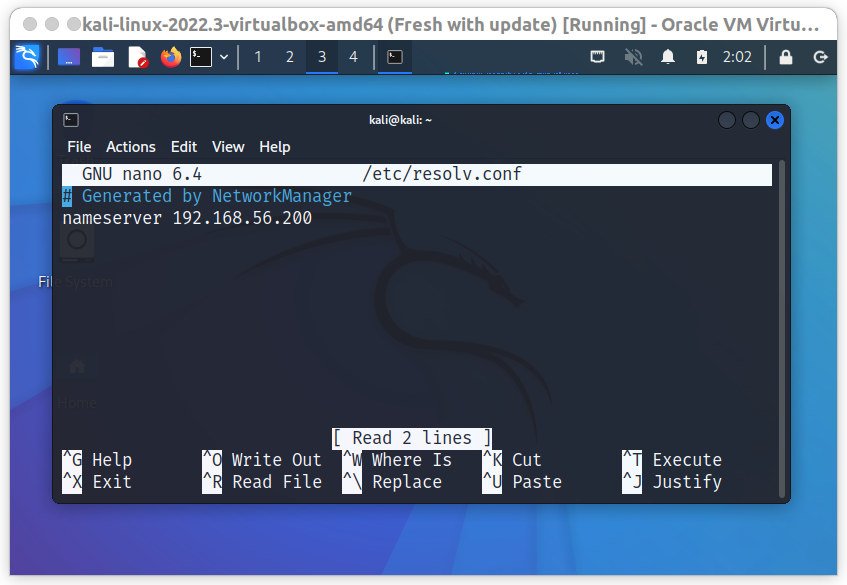 kali-linux-2022.3-virtualbox-amd64 (Fresh with update) [Running] - Oracle VM Virtu...
1 2 3 4 2:02
kali@kali: ~
File Actions Edit View Help
GNU nano 6.4 /etc/resolv.conf
# Generated by NetworkManager
nameserver 192.168.56.200
File System
Home
[ Read 2 lines ]
^G Help ^O Write Out ^W Where Is ^K Cut ^T Execute
^X Exit ^R Read File ^\ Replace ^U Paste ^J Justify